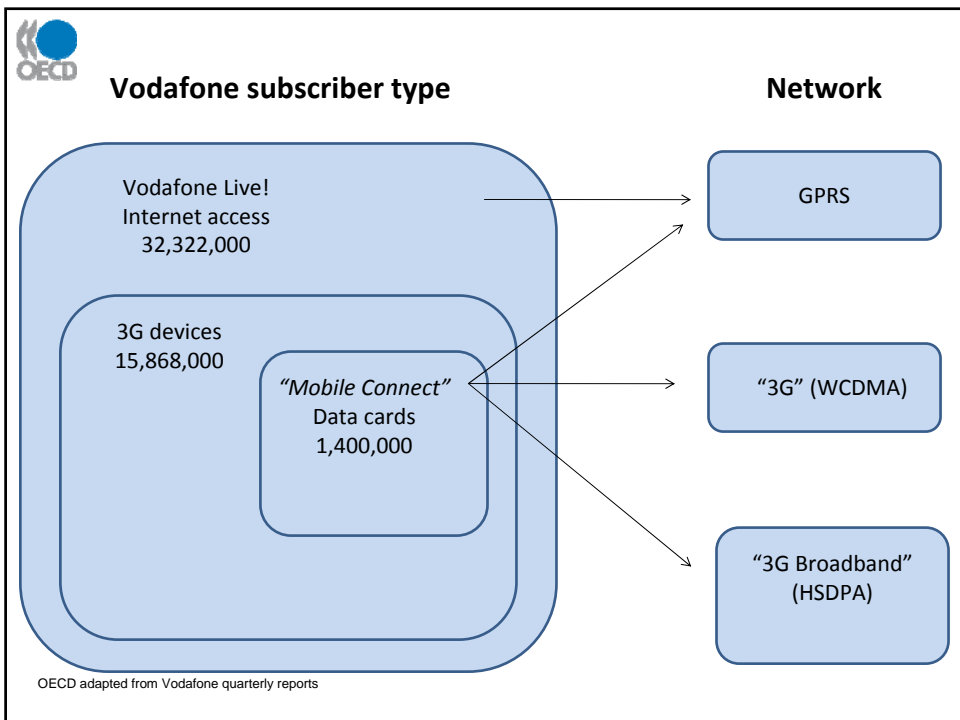 OECD
Vodafone subscriber type
Network
Vodafone Live!
Internet access
32,322,000
3G devices
15,868,000
“Mobile Connect”
Data cards
1,400,000
GPRS
“3G” (WCDMA)
“3G Broadband”
(HSDPA)
OECD adapted from Vodafone quarterly reports